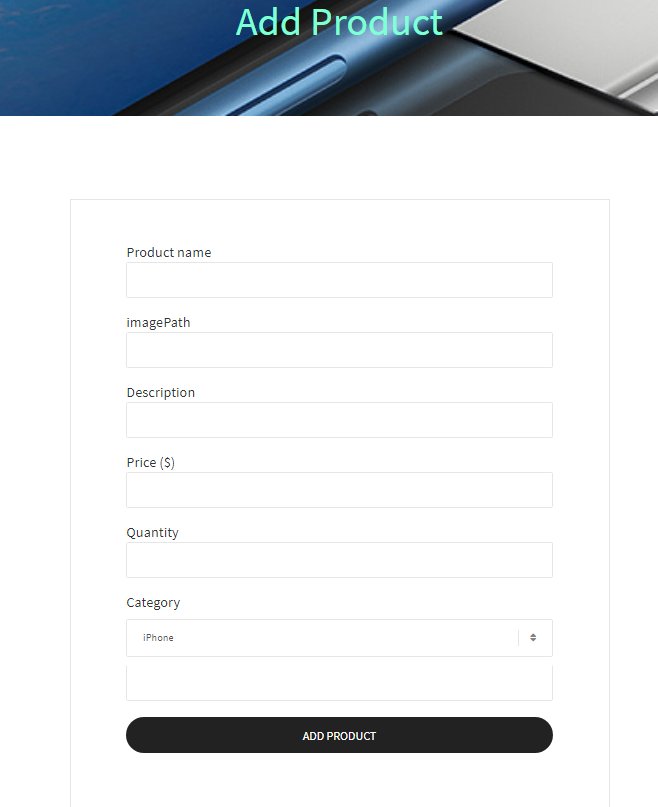 Add Product
Product name
imagePath
Description
Price ($)
Quantity
Category
iPhone
ADD PRODUCT